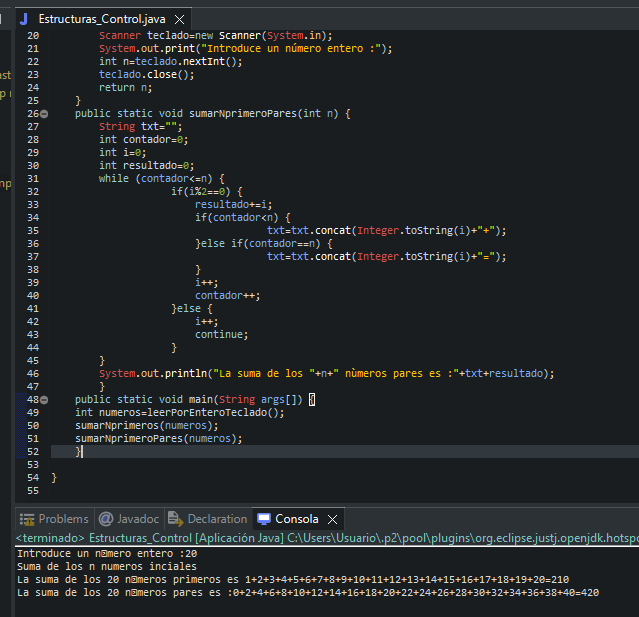 Estructuras_Control.java
20 Scanner teclado=new Scanner(System.in);
21 System.out.print("Introduce un número entero :");
22 int n=teclado.nextInt();
23 teclado.close();
24 return n;
25 }
26 public static void sumarNprimeroPares(int n) {
27 String txt="";
28 int contador=0;
29 int i=0;
30 int resultado=0;
31 while (contador<=n) {
32 if(i%2==0) {
33 resultado+=i;
34 if(contador<n) {
35 txt=txt.concat(Integer.toString(i)+"+");
36 }else if(contador==n) {
37 txt=txt.concat(Integer.toString(i)+"=");
38 }
39 i++;
40 contador++;
41 }else {
42 i++;
43 continue;
44 }
45 }
46 System.out.println("La suma de los "+n+" nùmeros pares es :"+txt+resultado);
47 }
48 public static void main(String args[]) {
49 int numeros=leerPorEnteroTeclado();
50 sumarNprimeros(numeros);
51 sumarNprimeroPares(numeros);
52 }
53
54 }
55
Problems Javadoc Declaration Consola
<terminado> Estructuras_Control [Aplicación Java] C:\Users\Usuario\.p2\pool\plugins\org.eclipse.justj.openjdk.hotspo
Introduce un n�mero entero :20
Suma de los n numeros inciales
La suma de los 20 n�meros primeros es 1+2+3+4+5+6+7+8+9+10+11+12+13+14+15+16+17+18+19+20=210
La suma de los 20 n�meros pares es :0+2+4+6+8+10+12+14+16+18+20+22+24+26+28+30+32+34+36+38+40=420